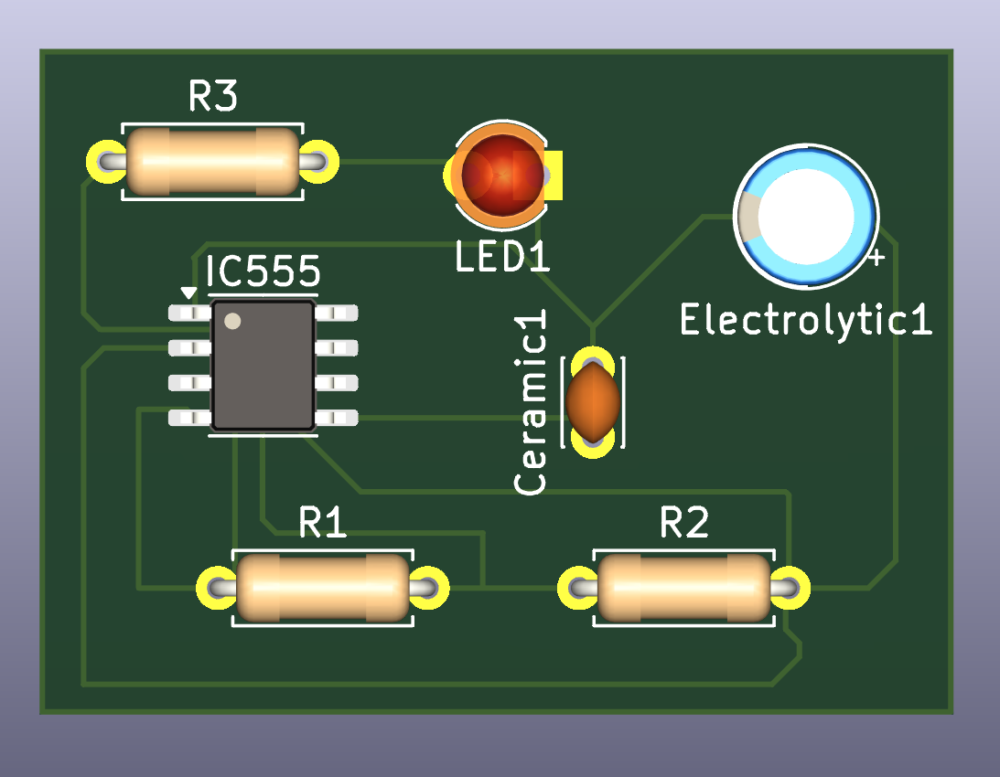 R3
LED1
IC555
+
Electrolytic1
Ceramic1
R1
R2